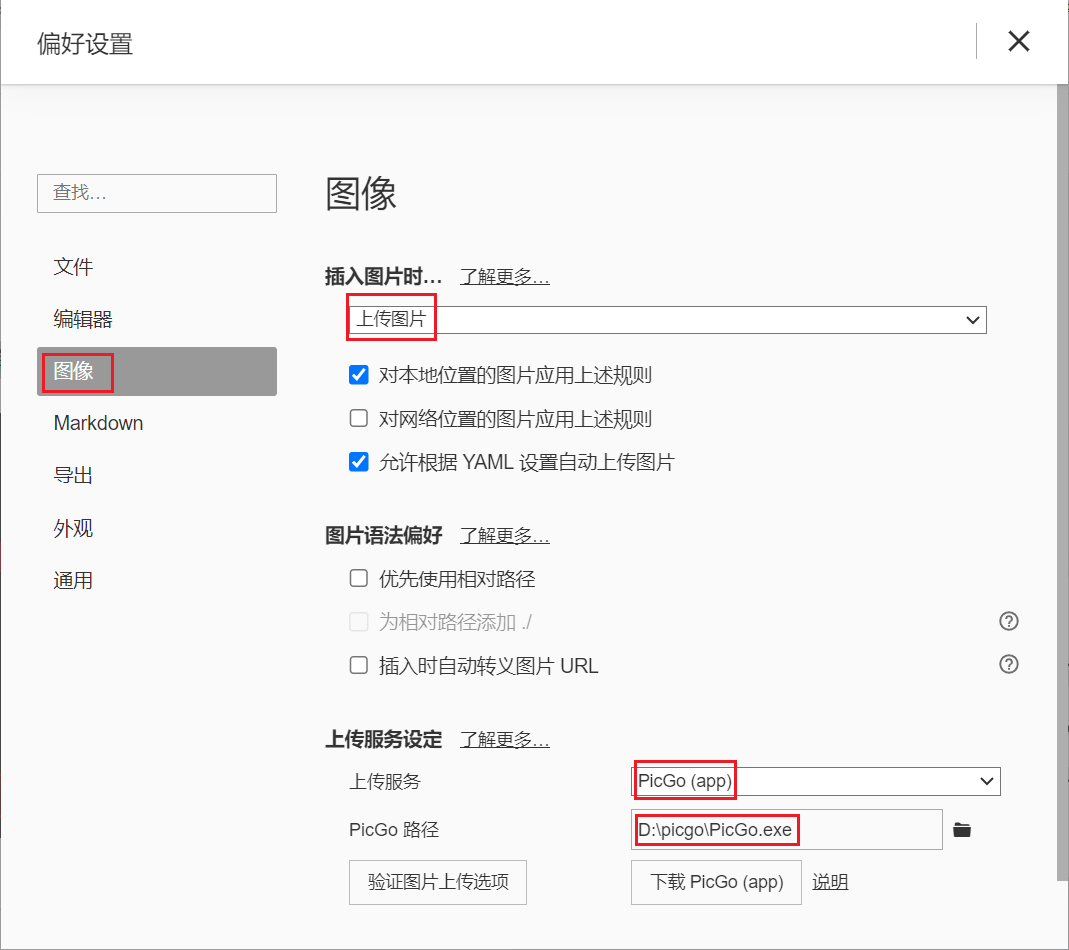 偏好设置
查找…
文件
编辑器
图像
Markdown
导出
外观
通用
图像
插入图片时… 了解更多…
上传图片
对本地位置的图片应用上述规则
对网络位置的图片应用上述规则
允许根据 YAML 设置自动上传图片
图片语法偏好 了解更多…
优先使用相对路径
为相对路径添加 ./
插入时自动转义图片 URL
上传服务设定 了解更多…
上传服务 PicGo (app)
PicGo 路径 D:\picgo\PicGo.exe
验证图片上传选项 下载 PicGo (app) 说明